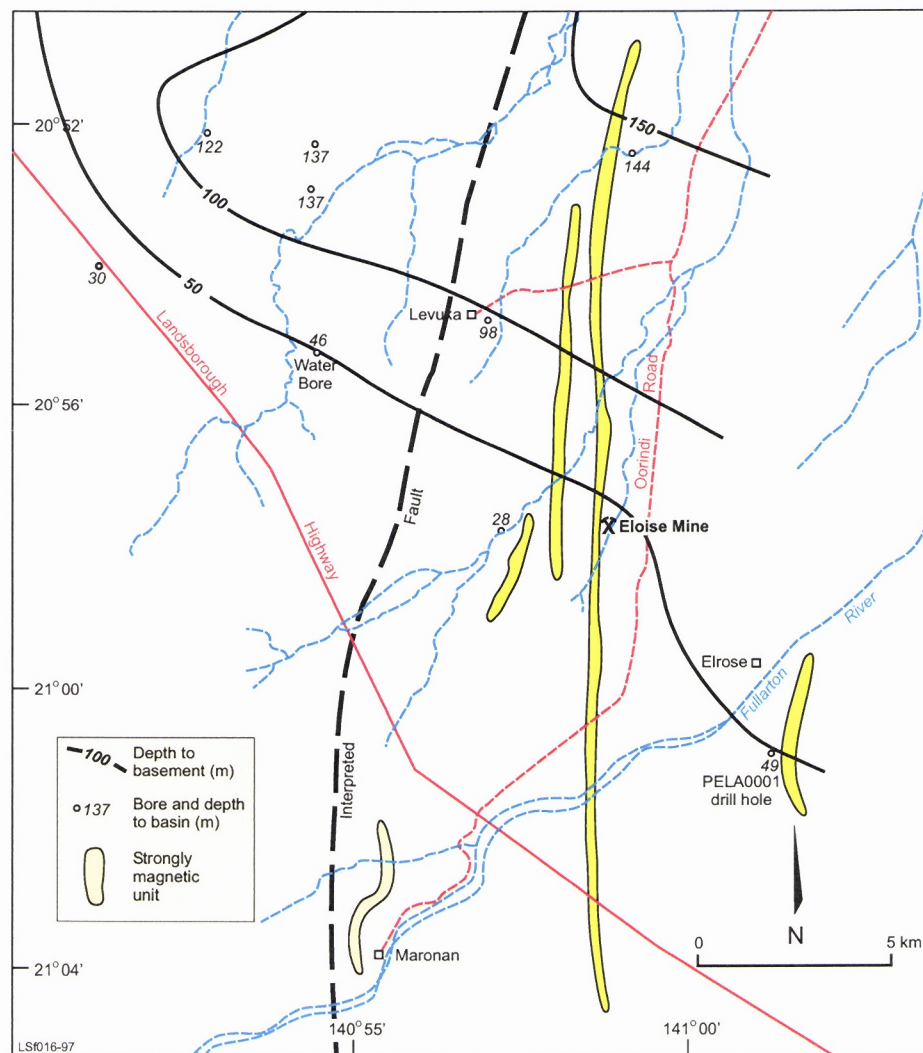 20°52'
122
137
137
144
150
100
30
50
Levuka
98
46
Water
Bore
Landsborough
Highway
20°56'
Road
Oorindi
Fault
28
Eloise Mine
River
Elrose
Fullarton
21°00'
49
PELA0001
drill hole
100 Depth to
basement (m)
137 Bore and depth
to basin (m)
Strongly
magnetic
unit
Interpreted
Maronan
N
0 5 km
21°04'
140°55'
141°00'
LSf016-97